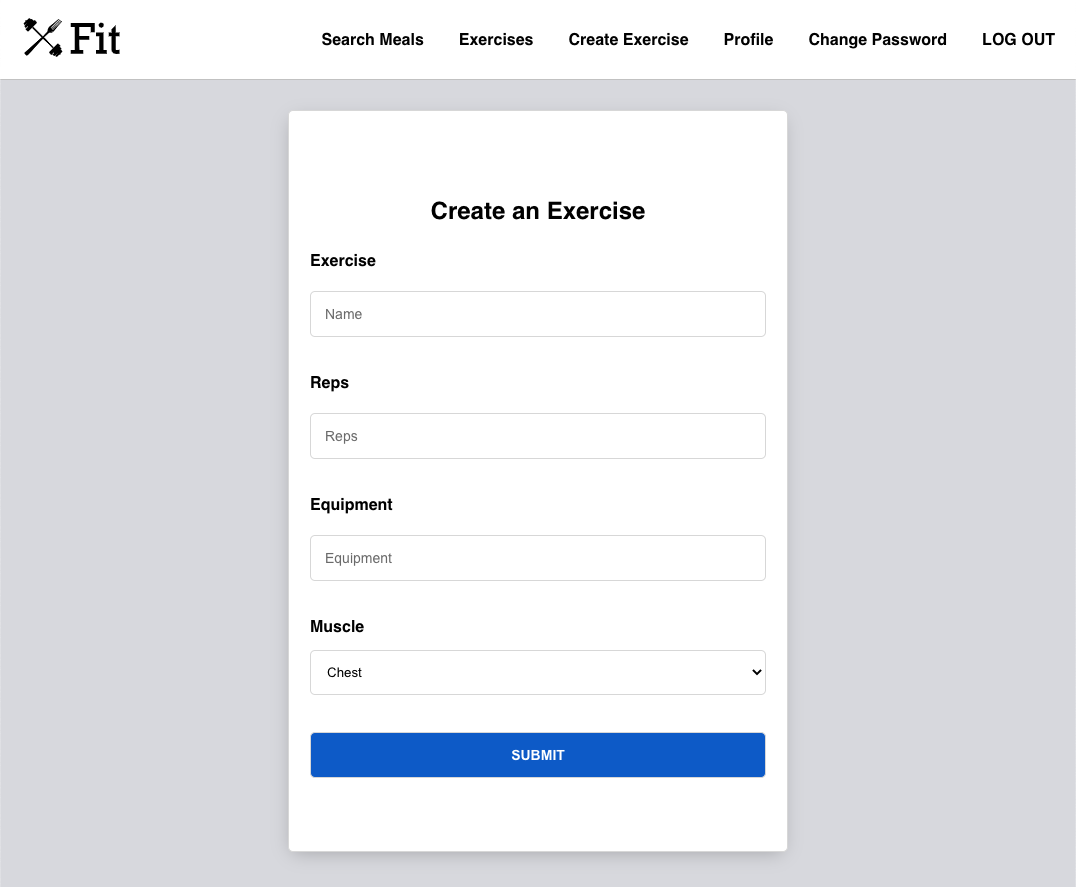 Fit
Search Meals Exercises Create Exercise Profile Change Password LOG OUT
Create an Exercise
Exercise
Name
Reps
Reps
Equipment
Equipment
Muscle
Chest
SUBMIT